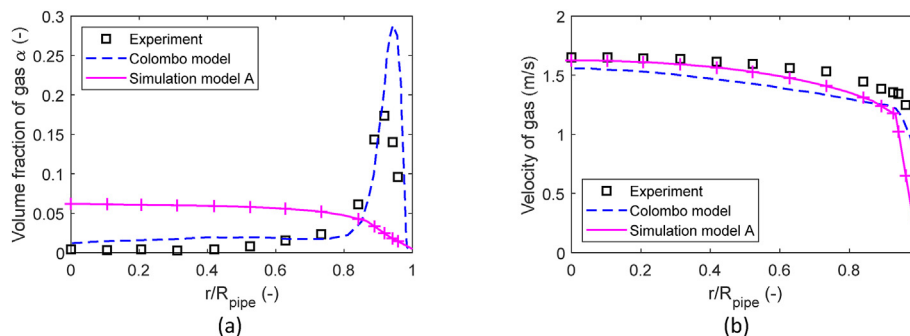 0.3
0.25
0.2
0.15
0.1
0.05
0
Volume fraction of gas α (-)
Experiment
Colombo model
Simulation model A
0 0.2 0.4 0.6 0.8 1
r/R_pipe (-)
(a)
2
1.5
1
0.5
0
Velocity of gas (m/s)
Experiment
Colombo model
Simulation model A
0 0.2 0.4 0.6 0.8
r/R_pipe (-)
(b)